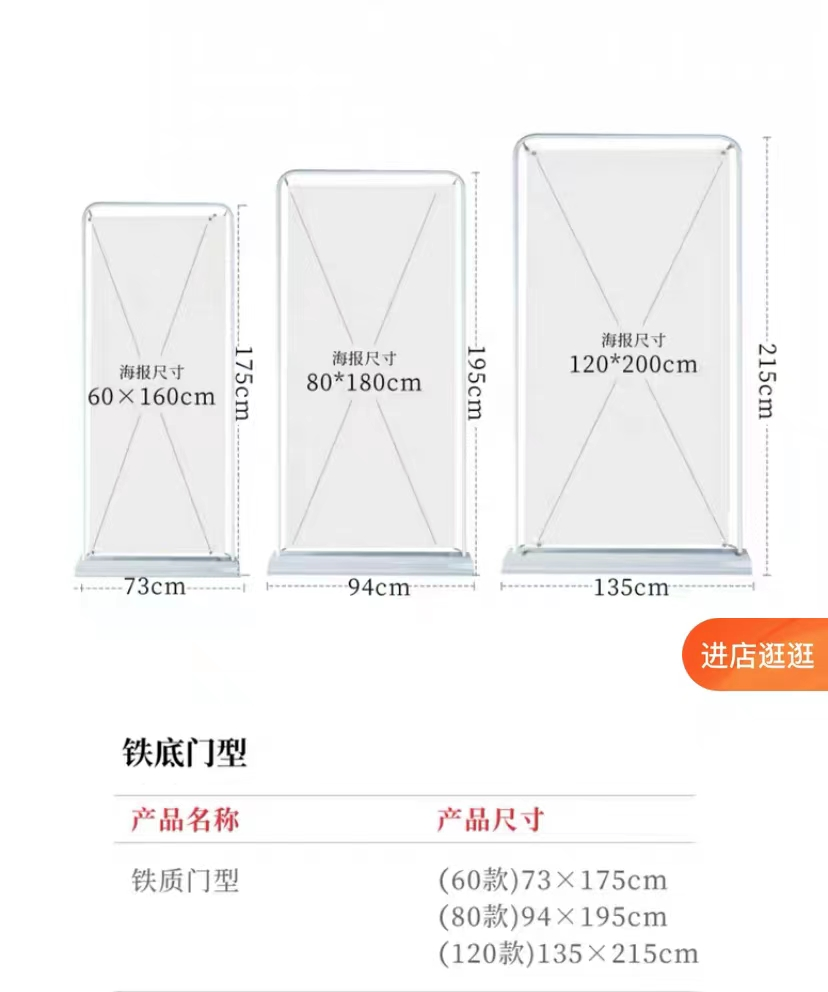 海报尺寸
60×160cm
175cm
73cm
海报尺寸
80*180cm
195cm
94cm
海报尺寸
120*200cm
215cm
135cm
进店逛逛
铁底门型
产品名称
产品尺寸
铁质门型
(60款)73×175cm
(80款)94×195cm
(120款)135×215cm